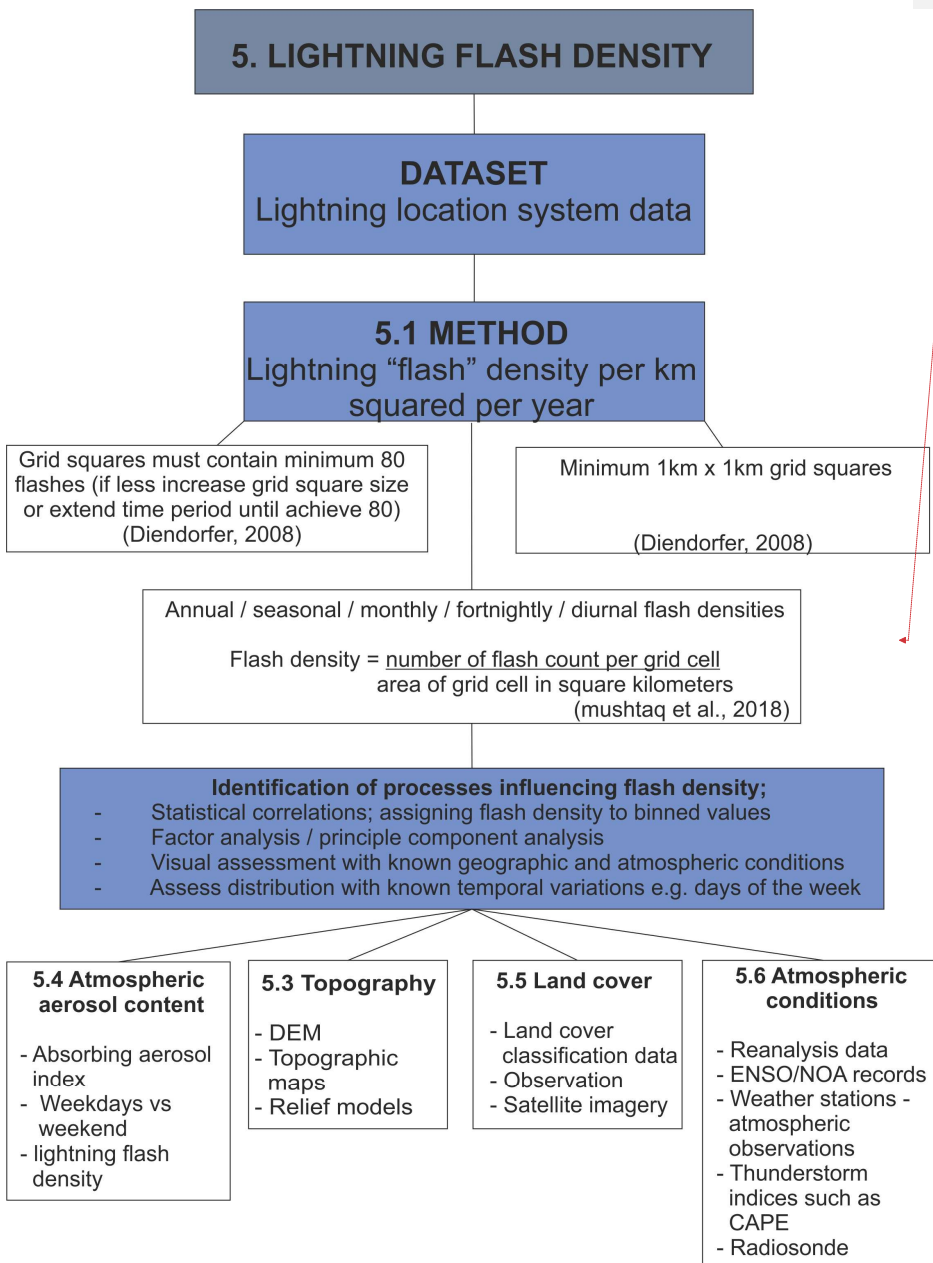 5. LIGHTNING FLASH DENSITY
DATASET
Lightning location system data
5.1 METHOD
Lightning “flash” density per km
squared per year
Grid squares must contain minimum 80
flashes (if less increase grid square size
or extend time period until achieve 80)
(Diendorfer, 2008)
Minimum 1km x 1km grid squares
(Diendorfer, 2008)
Annual / seasonal / monthly / fortnightly / diurnal flash densities
Flash density = number of flash count per grid cell
area of grid cell in square kilometers
(mushtaq et al., 2018)
Identification of processes influencing flash density;
- Statistical correlations; assigning flash density to binned values
- Factor analysis / principle component analysis
- Visual assessment with known geographic and atmospheric conditions
- Assess distribution with known temporal variations e.g. days of the week
5.4 Atmospheric
aerosol content
- Absorbing aerosol
index
- Weekdays vs
weekend
- lightning flash
density
5.3 Topography
- DEM
- Topographic
maps
- Relief models
5.5 Land cover
- Land cover
classification data
- Observation
- Satellite imagery
5.6 Atmospheric
conditions
- Reanalysis data
- ENSO/NOA records
- Weather stations -
atmospheric
observations
- Thunderstorm
indices such as
CAPE
- Radiosonde